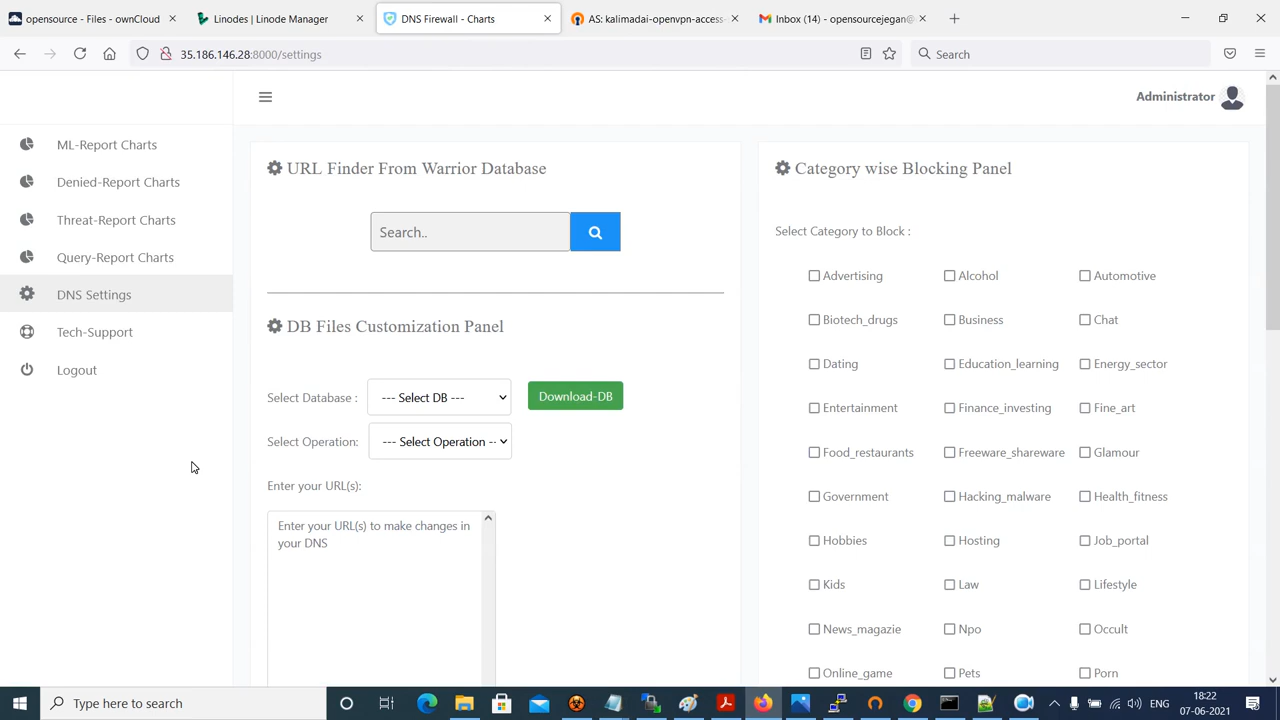 opensource - Files - ownCloud
Linodes | Linode Manager
DNS Firewall - Charts
AS: kalimadai-openvpn-access-
Inbox (14) - opensourcejegan@
35.186.146.28:8000/settings
Search
Administrator
ML-Report Charts
Denied-Report Charts
Threat-Report Charts
Query-Report Charts
DNS Settings
Tech-Support
Logout
URL Finder From Warrior Database
Search..
DB Files Customization Panel
Select Database :
--- Select DB ---
Download-DB
Select Operation:
--- Select Operation --
Enter your URL(s):
Enter your URL(s) to make changes in
your DNS
Category wise Blocking Panel
Select Category to Block :
Advertising Alcohol Automotive
Biotech_drugs Business Chat
Dating Education_learning Energy_sector
Entertainment Finance_investing Fine_art
Food_restaurants Freeware_shareware Glamour
Government Hacking_malware Health_fitness
Hobbies Hosting Job_portal
Kids Law Lifestyle
News_magazie Npo Occult
Online_game Pets Porn
Type here to search
ENG
18:22
07-06-2021